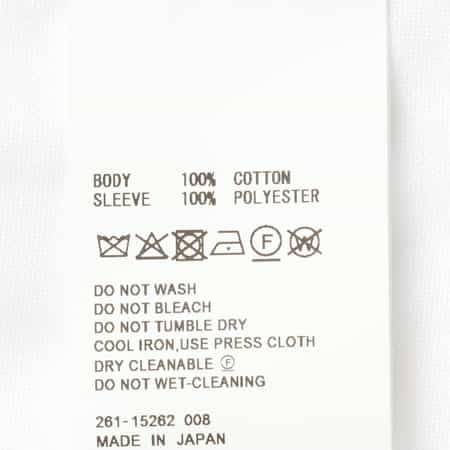 BODY 100% COTTON
SLEEVE 100% POLYESTER
F W
DO NOT WASH
DO NOT BLEACH
DO NOT TUMBLE DRY
COOL IRON,USE PRESS CLOTH
DRY CLEANABLE Ⓕ
DO NOT WET-CLEANING
261-15262 008
MADE IN JAPAN